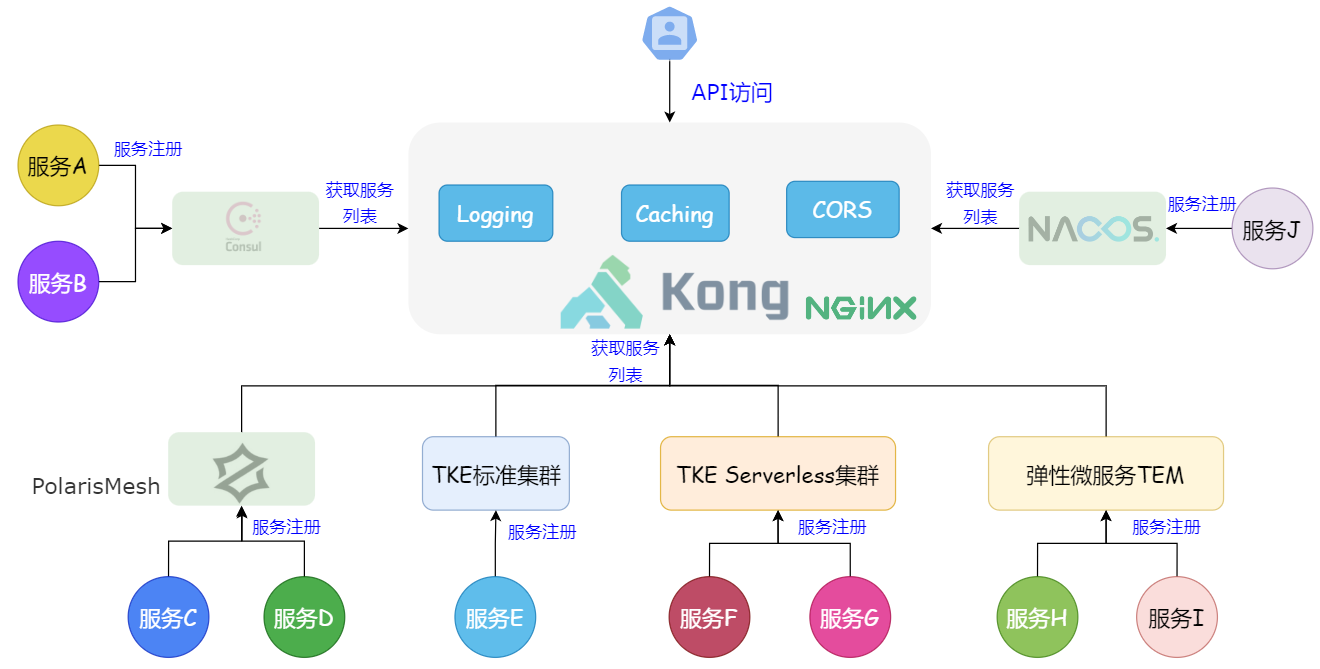 API访问
服务A
服务注册
服务B
Consul
获取服务
列表
Logging
Caching
CORS
Kong
NGINX
获取服务
列表
NACOS.
服务注册
服务J
获取服务
列表
PolarisMesh
TKE标准集群
TKE Serverless集群
弹性微服务TEM
服务注册
服务注册
服务注册
服务注册
服务C
服务D
服务E
服务F
服务G
服务H
服务I